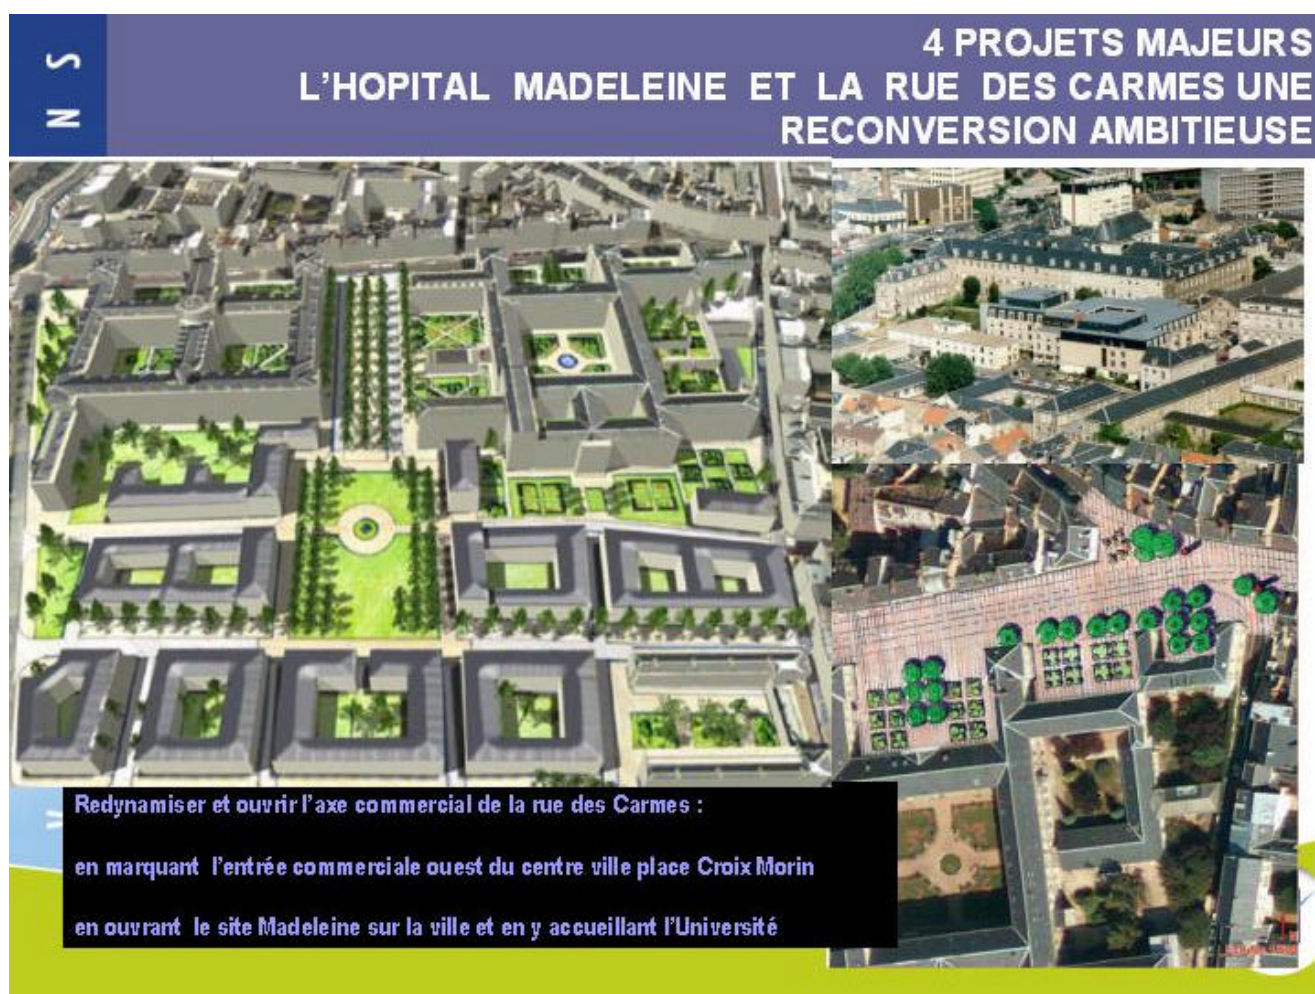 4 PROJETS MAJEURS
L'HOPITAL MADELEINE ET LA RUE DES CARMES UNE
RECONVERSION AMBITIEUSE
N S
Redynamiser et ouvrir l'axe commercial de la rue des Carmes :
en marquant l'entrée commerciale ouest du centre ville place Croix Morin
en ouvrant le site Madeleine sur la ville et en y accueillant l'Université